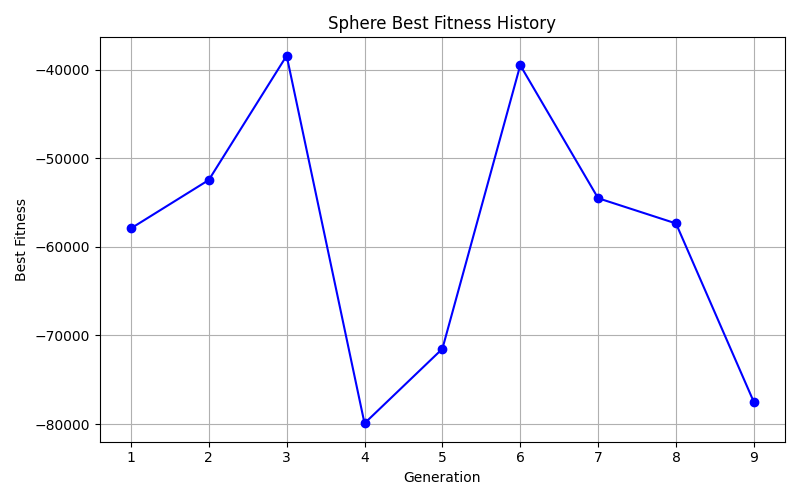 Sphere Best Fitness History
Best Fitness
−40000
−50000
−60000
−70000
−80000
1 2 3 4 5 6 7 8 9
Generation